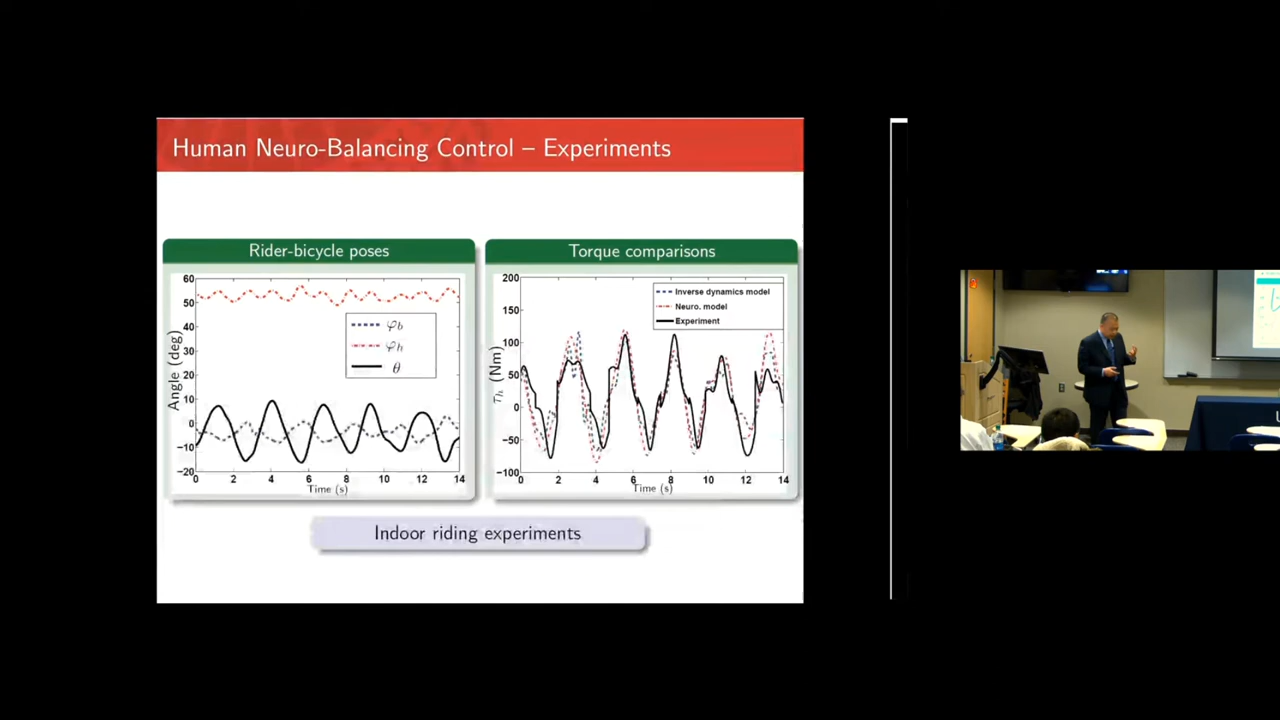 Human Neuro-Balancing Control – Experiments
Rider-bicycle poses
Torque comparisons
60
50
40
30
20
10
0
−10
−20
Angle (deg)
φb
φh
θ
0 2 4 6 8 10 12 14
Time (s)
200
150
100
50
0
−50
−100
τh (Nm)
Inverse dynamics model
Neuro. model
Experiment
0 2 4 6 8 10 12 14
Time (s)
Indoor riding experiments